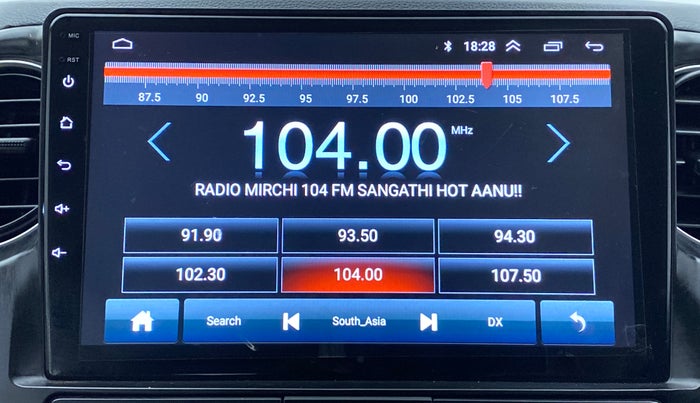 MIC
18:28
RST
87.5 90 92.5 95 97.5 100 102.5 105 107.5
104.00 MHz
RADIO MIRCHI 104 FM SANGATHI HOT AANU!!
91.90 93.50 94.30
102.30 104.00 107.50
Search South_Asia DX